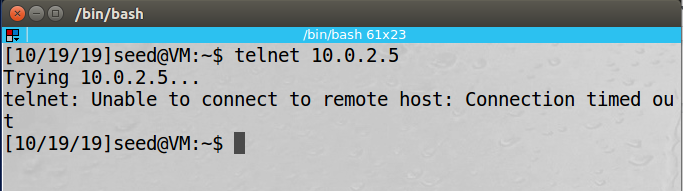 /bin/bash
/bin/bash 61x23
[10/19/19]seed@VM:~$ telnet 10.0.2.5
Trying 10.0.2.5...
telnet: Unable to connect to remote host: Connection timed ou
t
[10/19/19]seed@VM:~$